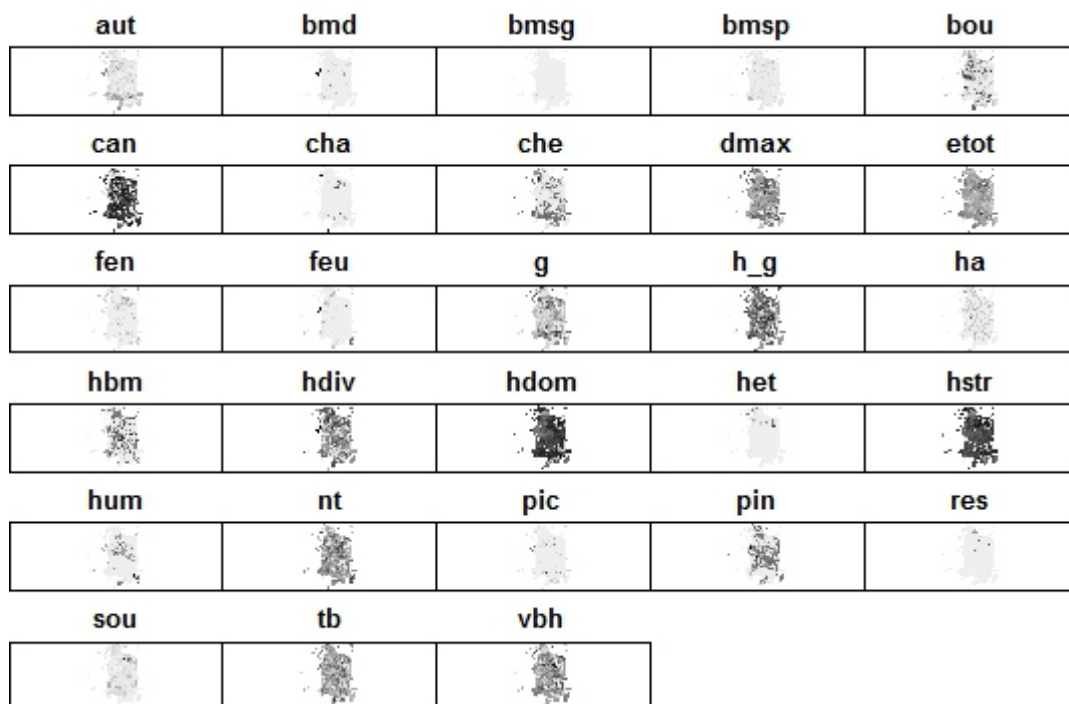 aut bmd bmsg bmsp bou
can cha che dmax etot
fen feu g h_g ha
hbm hdiv hdom het hstr
hum nt pic pin res
sou tb vbh